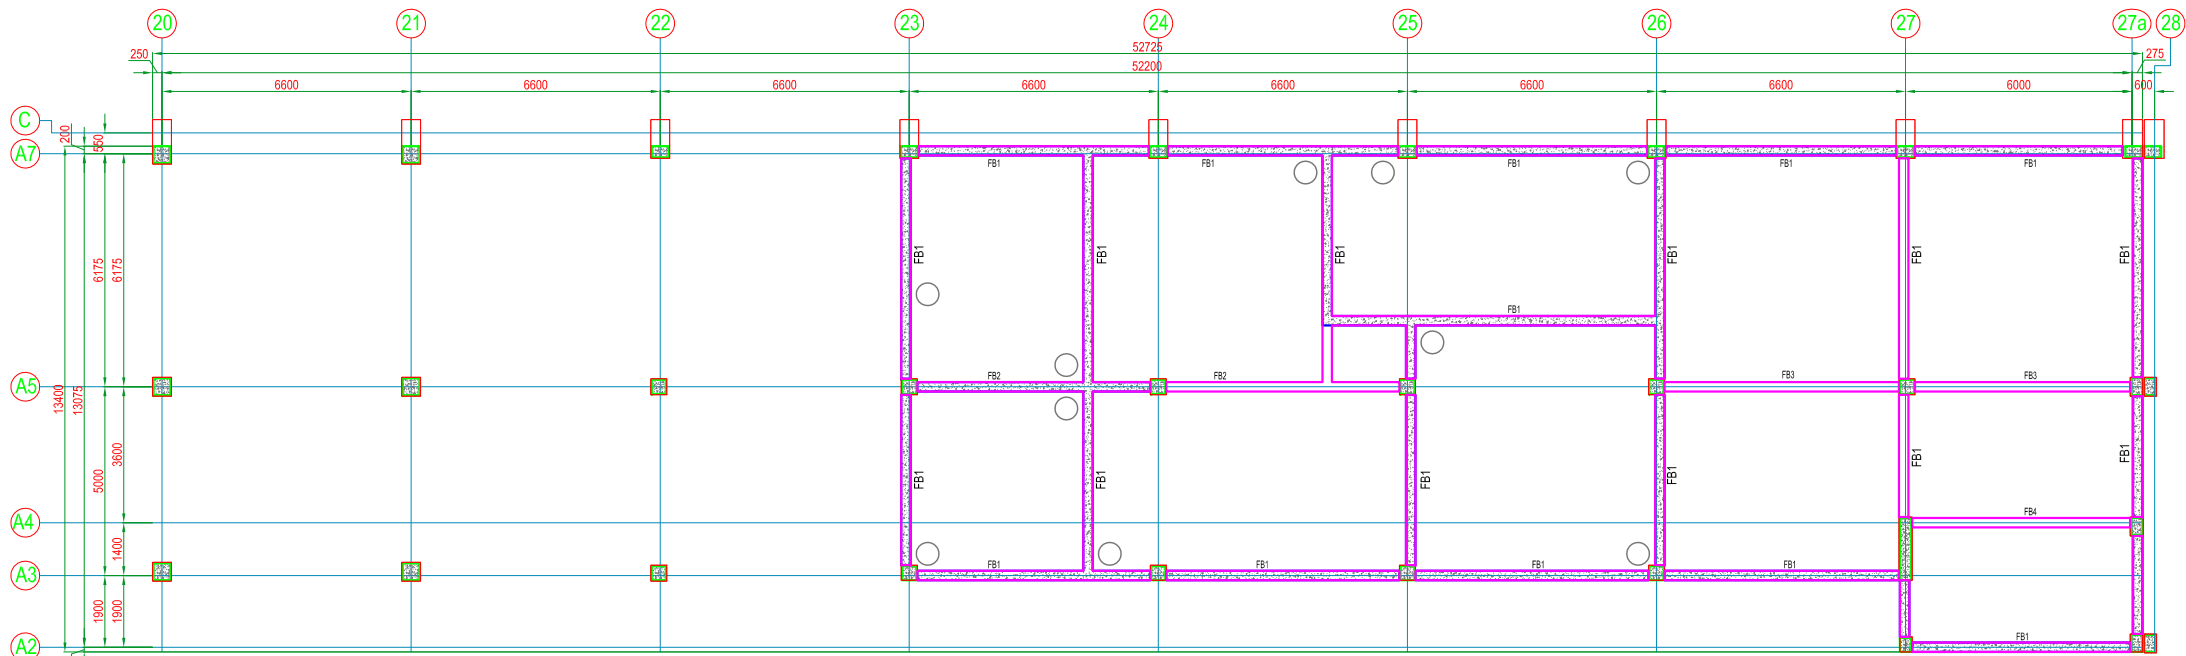 20 21 22 23 24 25 26 27 27a 28
250 52725 275
52200
6600 6600 6600 6600 6600 6600 6600 6000 600
C
200 550
A7
FB1 FB1 FB1 FB1 FB1
6175 6175
FB1 FB1 FB1 FB1 FB1 FB1
FB1
FB2 FB2 FB3 FB3
A5
13400 13075
5000 3600
FB1 FB1 FB1 FB1 FB1 FB1
FB4
A4
1400
FB1 FB1 FB1 FB1
A3
1900 1900
FB1
A2